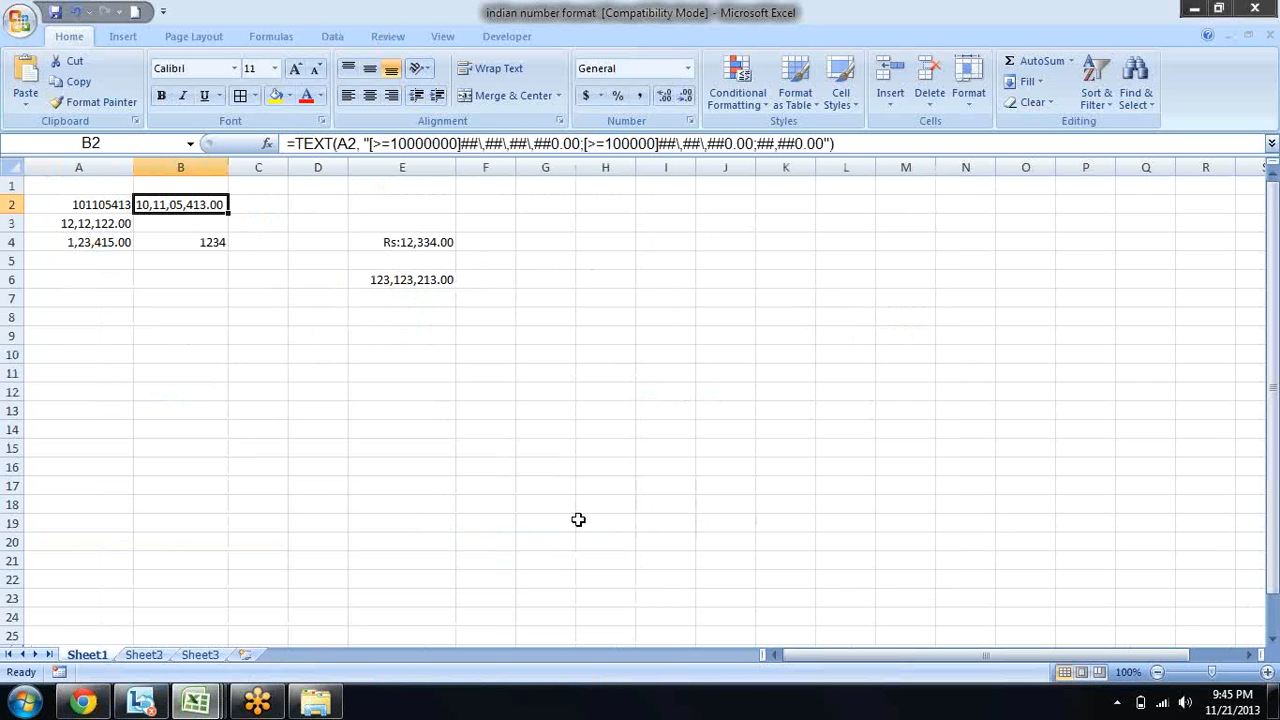 indian number format [Compatibility Mode] - Microsoft Excel
Home Insert Page Layout Formulas Data Review View Developer
Paste
Cut
Copy
Format Painter
Clipboard
Calibri 11
B I U A
Font
Wrap Text
Merge & Center
Alignment
General
$ % ,
Number
Conditional Formatting
Format as Table
Cell Styles
Styles
Insert
Delete
Format
Cells
Σ AutoSum
Fill
Clear
Sort & Filter
Find & Select
Editing
B2 fx =TEXT(A2, "[>=10000000]##\,##\,##\,##0.00;[>=100000]##\,##\,##0.00;##,##0.00")
A B C D E F G H I J K L M N O P Q R
1
2 101105413 10,11,05,413.00
3 12,12,122.00
4 1,23,415.00 1234 Rs:12,334.00
5
6 123,123,213.00
7
8
9
10
11
12
13
14
15
16
17
18
19
20
21
22
23
24
25
Sheet1 Sheet2 Sheet3
Ready 100%
9:45 PM
11/21/2013